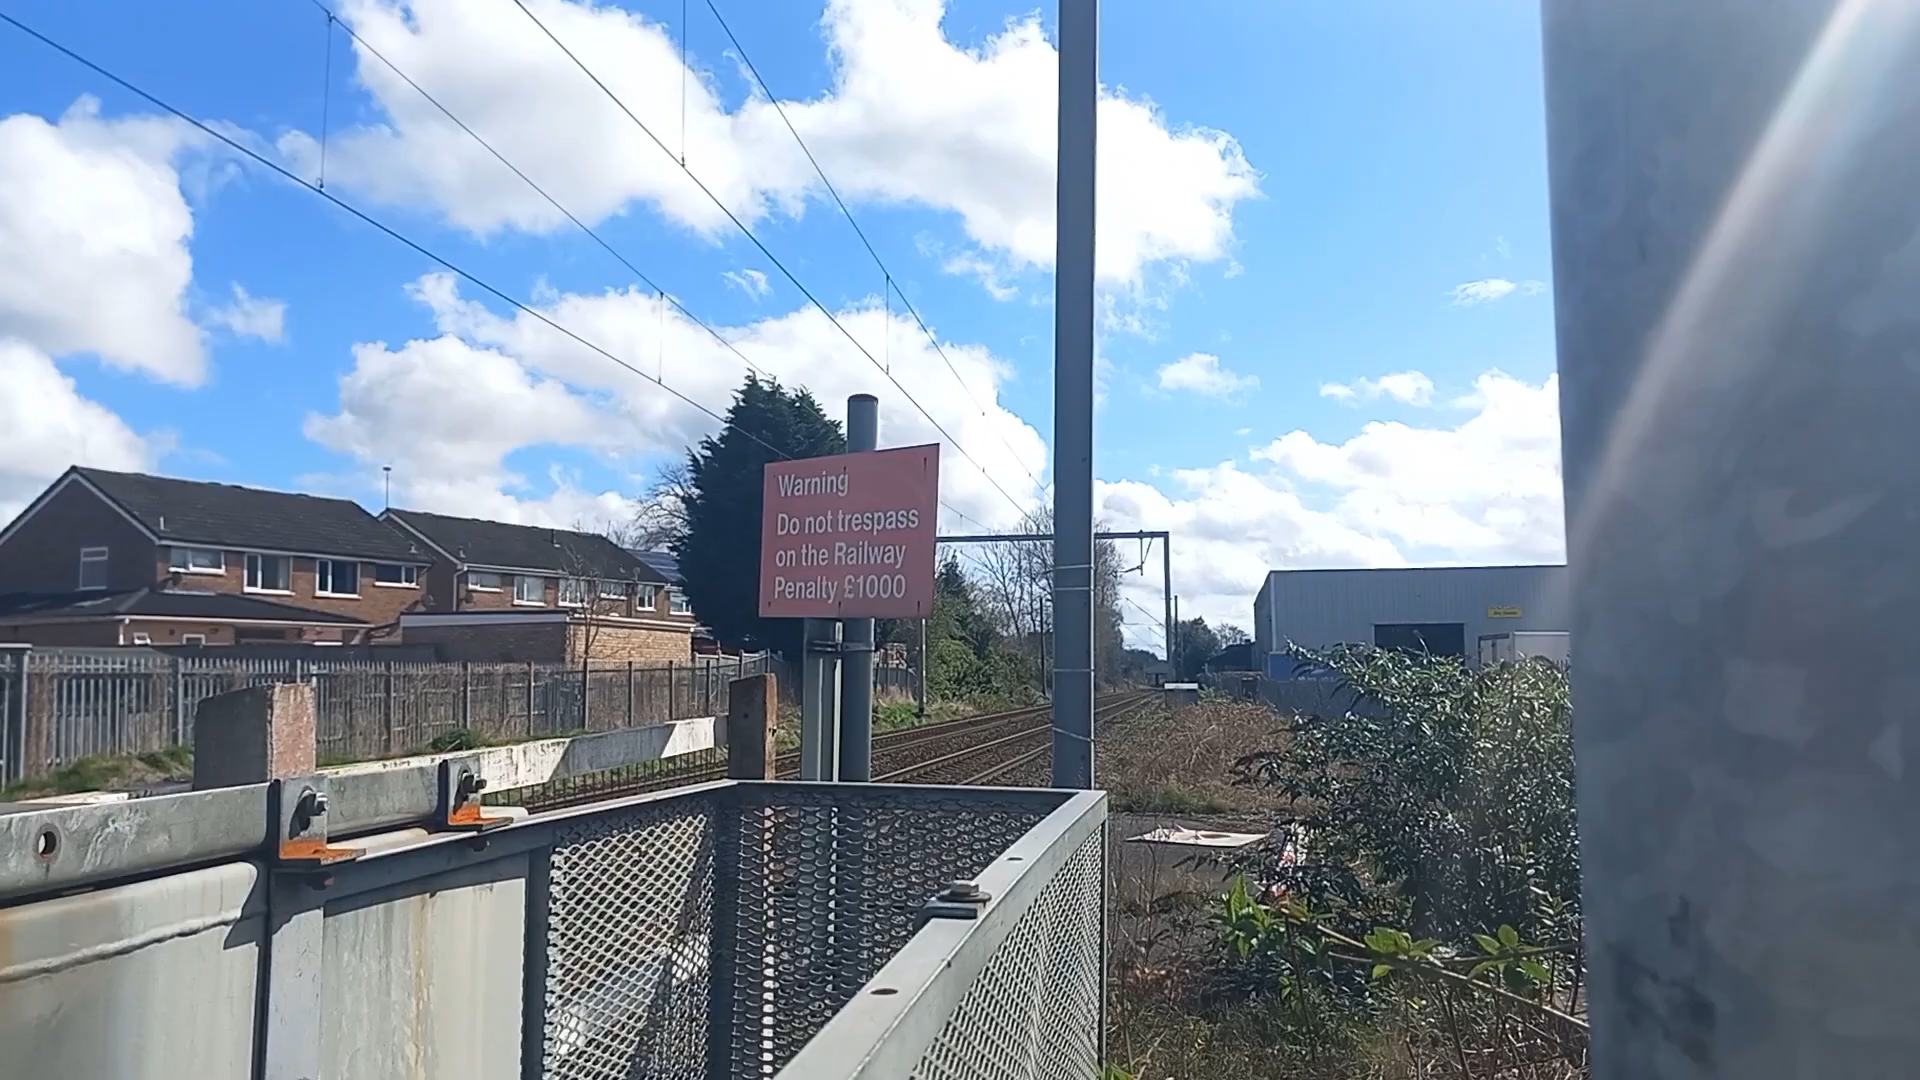 Warning
Do not trespass
on the Railway
Penalty £1000